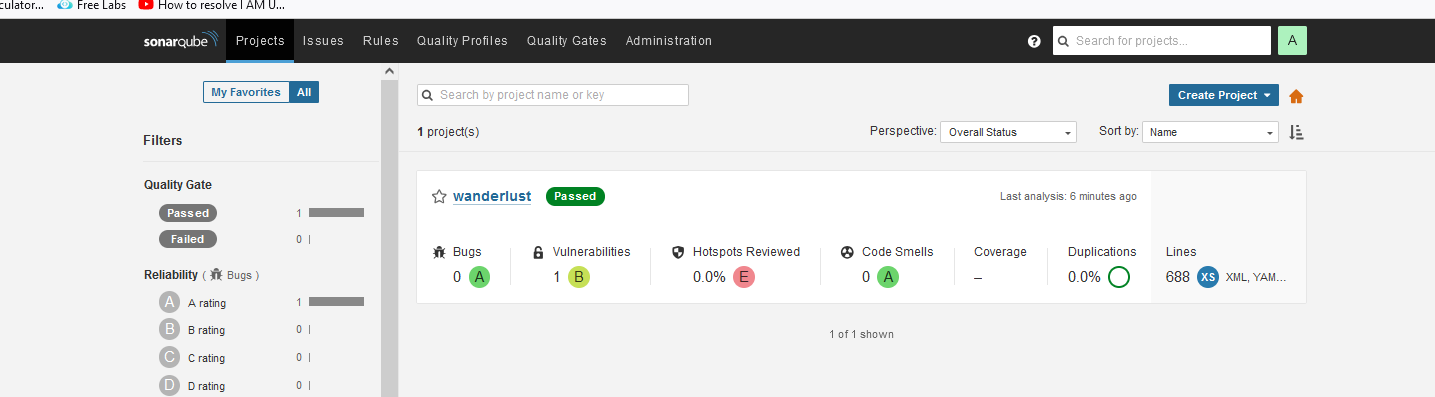 culator... Free Labs How to resolve I AM U...
sonarqube Projects Issues Rules Quality Profiles Quality Gates Administration ? Search for projects... A
My Favorites All
Search by project name or key
Create Project
1 project(s)
Perspective: Overall Status
Sort by: Name
Filters
Quality Gate
Passed 1
Failed 0
Reliability ( Bugs )
A A rating 1
B B rating 0
C C rating 0
D D rating 0
wanderlust Passed Last analysis: 6 minutes ago
Bugs Vulnerabilities Hotspots Reviewed Code Smells Coverage Duplications Lines
0 A 1 B 0.0% E 0 A – 0.0% 688 XS XML, YAM...
1 of 1 shown